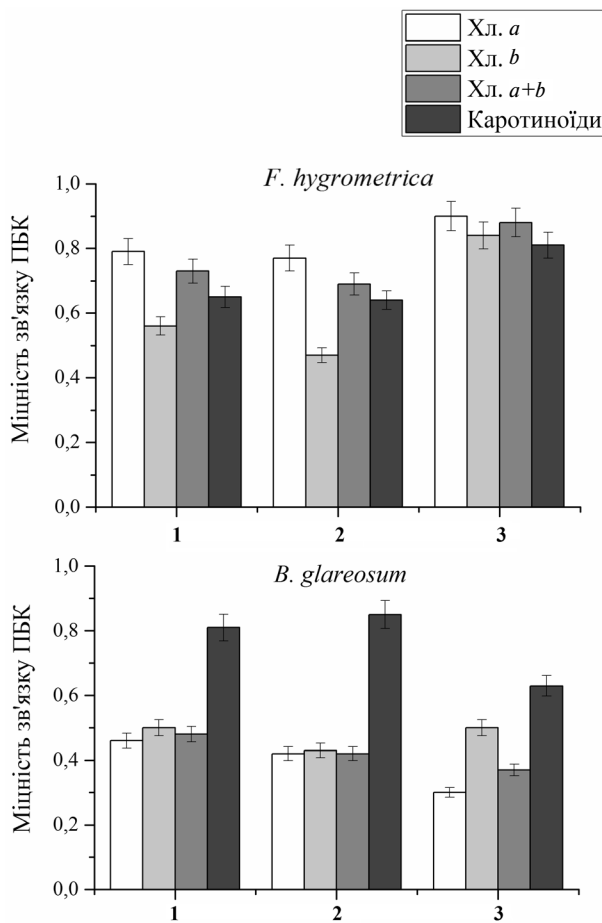 Хл. a
Хл. b
Хл. a+b
Каротиноїди
F. hygrometrica
Міцність зв'язку ПБК
1,0
0,8
0,6
0,4
0,2
0,0
1 2 3
B. glareosum
Міцність зв'язку ПБК
1,0
0,8
0,6
0,4
0,2
0,0
1 2 3